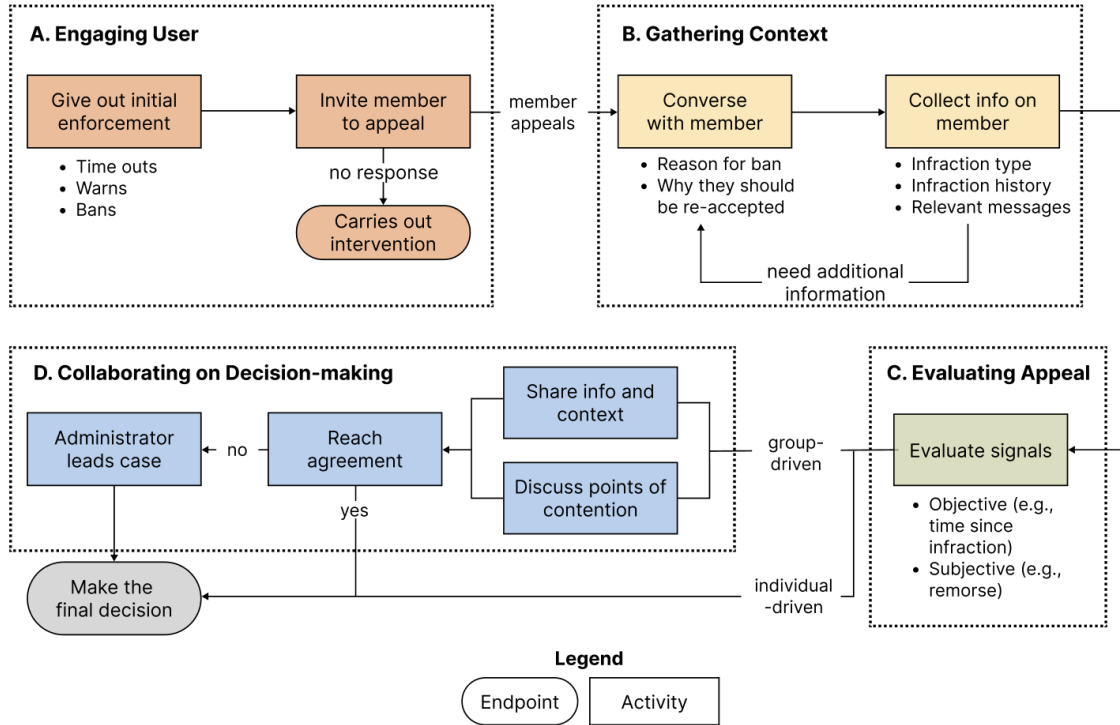 A. Engaging User
Give out initial
enforcement
• Time outs
• Warns
• Bans
Invite member
to appeal
no response
Carries out
intervention
member
appeals
B. Gathering Context
Converse
with member
• Reason for ban
• Why they should
be re-accepted
Collect info on
member
• Infraction type
• Infraction history
• Relevant messages
need additional
information
C. Evaluating Appeal
Evaluate signals
• Objective (e.g.,
time since
infraction)
• Subjective (e.g.,
remorse)
group-
driven
individual
-driven
D. Collaborating on Decision-making
Share info and
context
Discuss points of
contention
Reach
agreement
no
yes
Administrator
leads case
Make the
final decision
Legend
Endpoint
Activity